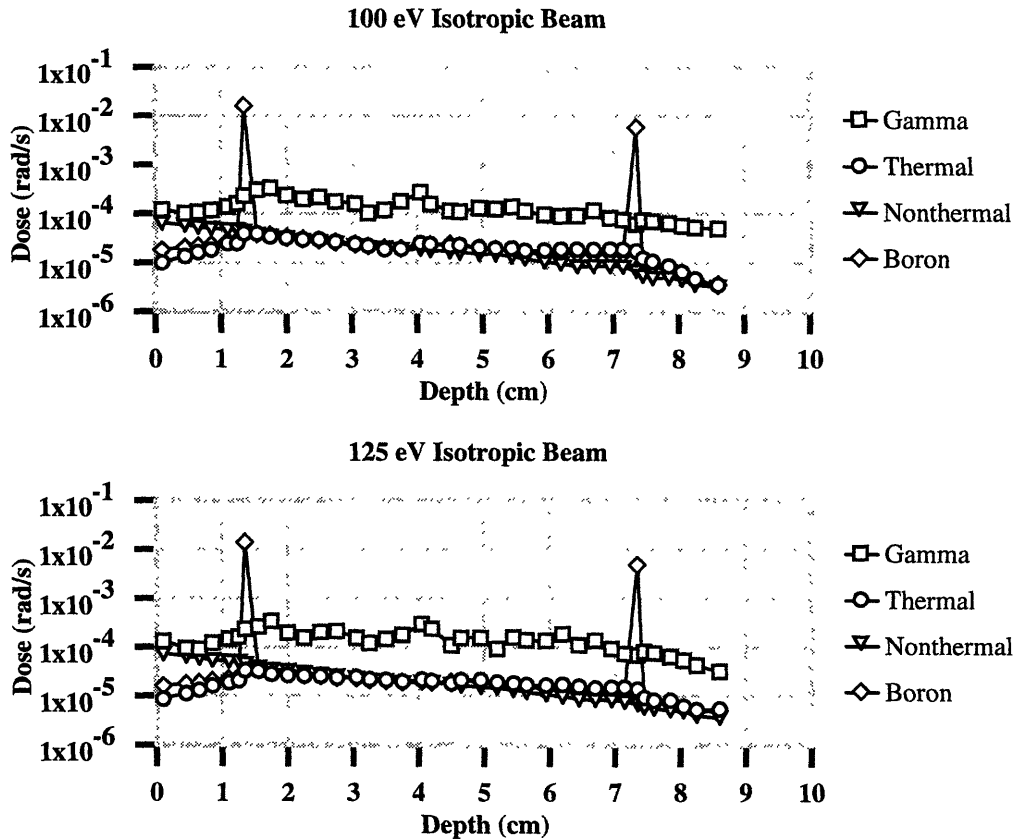 100 eV Isotropic Beam
1x10-1
1x10-2
1x10-3
1x10-4
1x10-5
1x10-6
Dose (rad/s)
0 1 2 3 4 5 6 7 8 9 10
Depth (cm)
Gamma
Thermal
Nonthermal
Boron
125 eV Isotropic Beam
1x10-1
1x10-2
1x10-3
1x10-4
1x10-5
1x10-6
Dose (rad/s)
0 1 2 3 4 5 6 7 8 9 10
Depth (cm)
Gamma
Thermal
Nonthermal
Boron